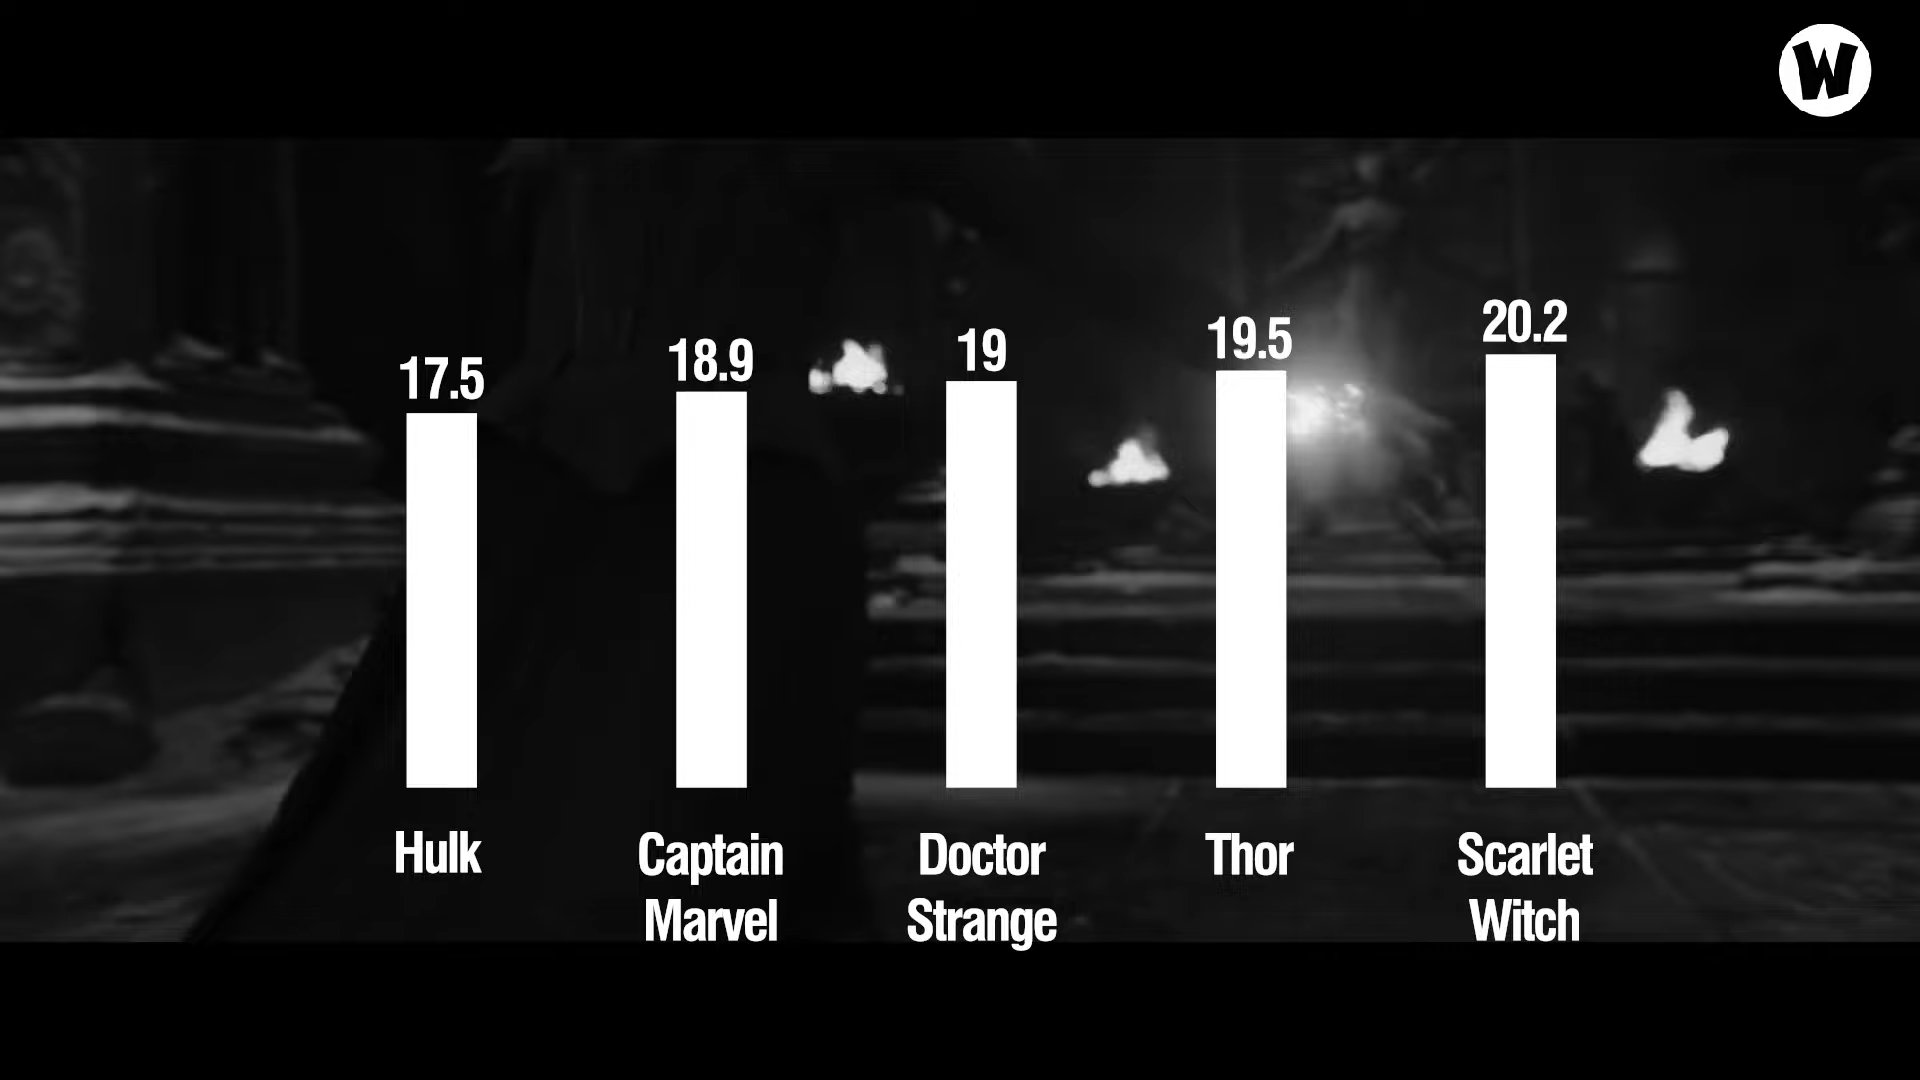 W
17.5
18.9
19
19.5
20.2
Hulk
Captain
Marvel
Doctor
Strange
Thor
Scarlet
Witch